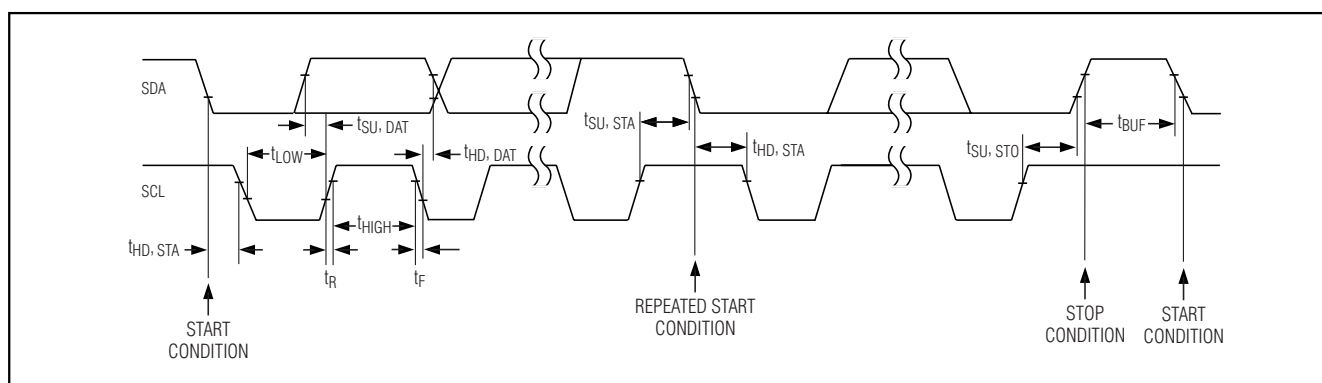 SDA
tSU, DAT
tSU, STA
tBUF
tLOW
tHD, DAT
tHD, STA
tSU, STO
SCL
tHIGH
tHD, STA
tR
tF
START
CONDITION
REPEATED START
CONDITION
STOP
CONDITION
START
CONDITION